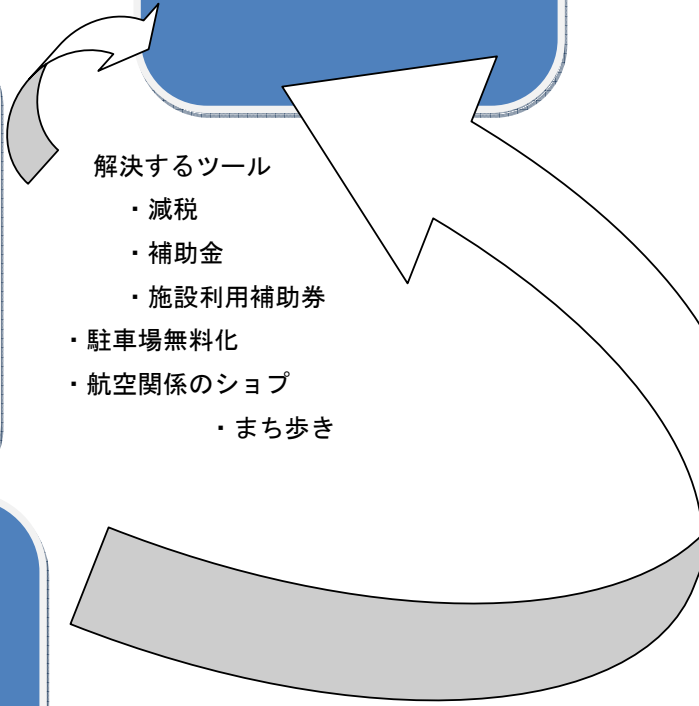 解決するツール
・減税
・補助金
・施設利用補助券
・駐車場無料化
・航空関係のショプ
・まち歩き